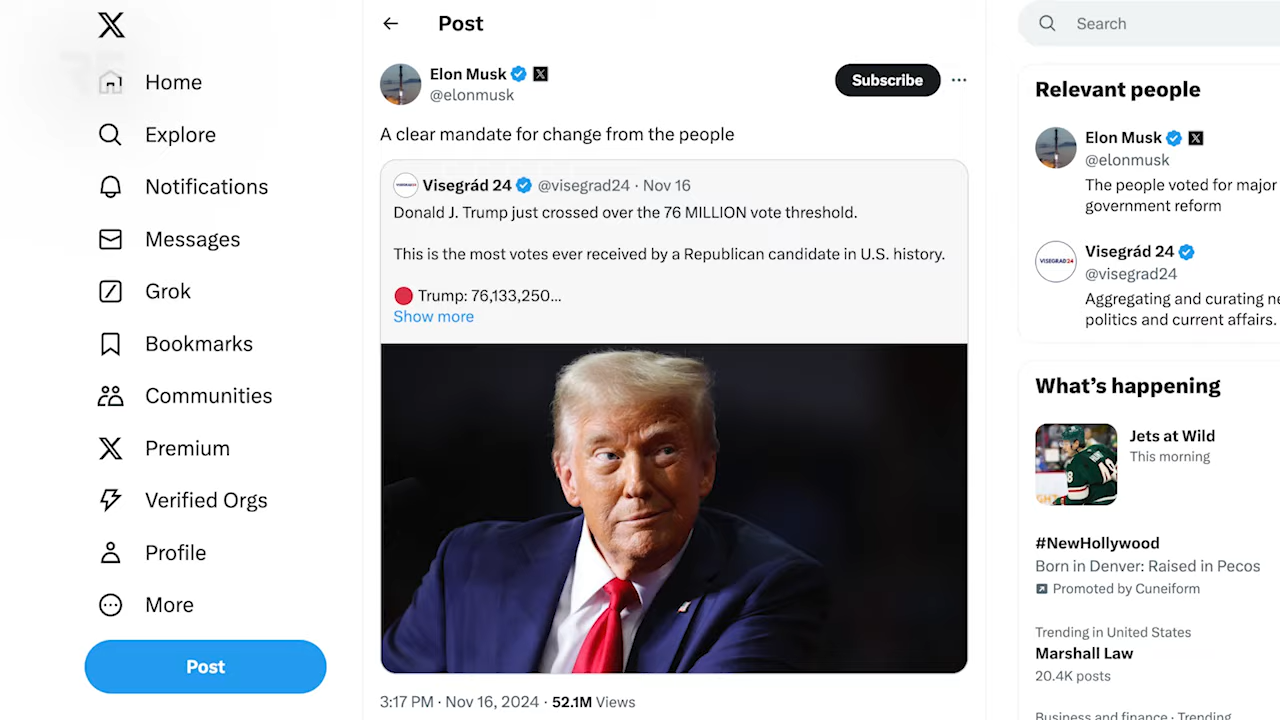 Home
Explore
Notifications
Messages
Grok
Bookmarks
Communities
Premium
Verified Orgs
Profile
More
Post
Post
Elon Musk
@elonmusk
Subscribe
A clear mandate for change from the people
Visegrád 24 @visegrad24 · Nov 16
Donald J. Trump just crossed over the 76 MILLION vote threshold.
This is the most votes ever received by a Republican candidate in U.S. history.
Trump: 76,133,250...
Show more
3:17 PM · Nov 16, 2024 · 52.1M Views
Search
Relevant people
Elon Musk
@elonmusk
The people voted for major
government reform
VISEGRAD24
Visegrád 24
@visegrad24
Aggregating and curating
politics and current affairs.
What's happening
Jets at Wild
This morning
#NewHollywood
Born in Denver: Raised in Pecos
Promoted by Cuneiform
Trending in United States
Marshall Law
20.4K posts
Business and finance · Trending